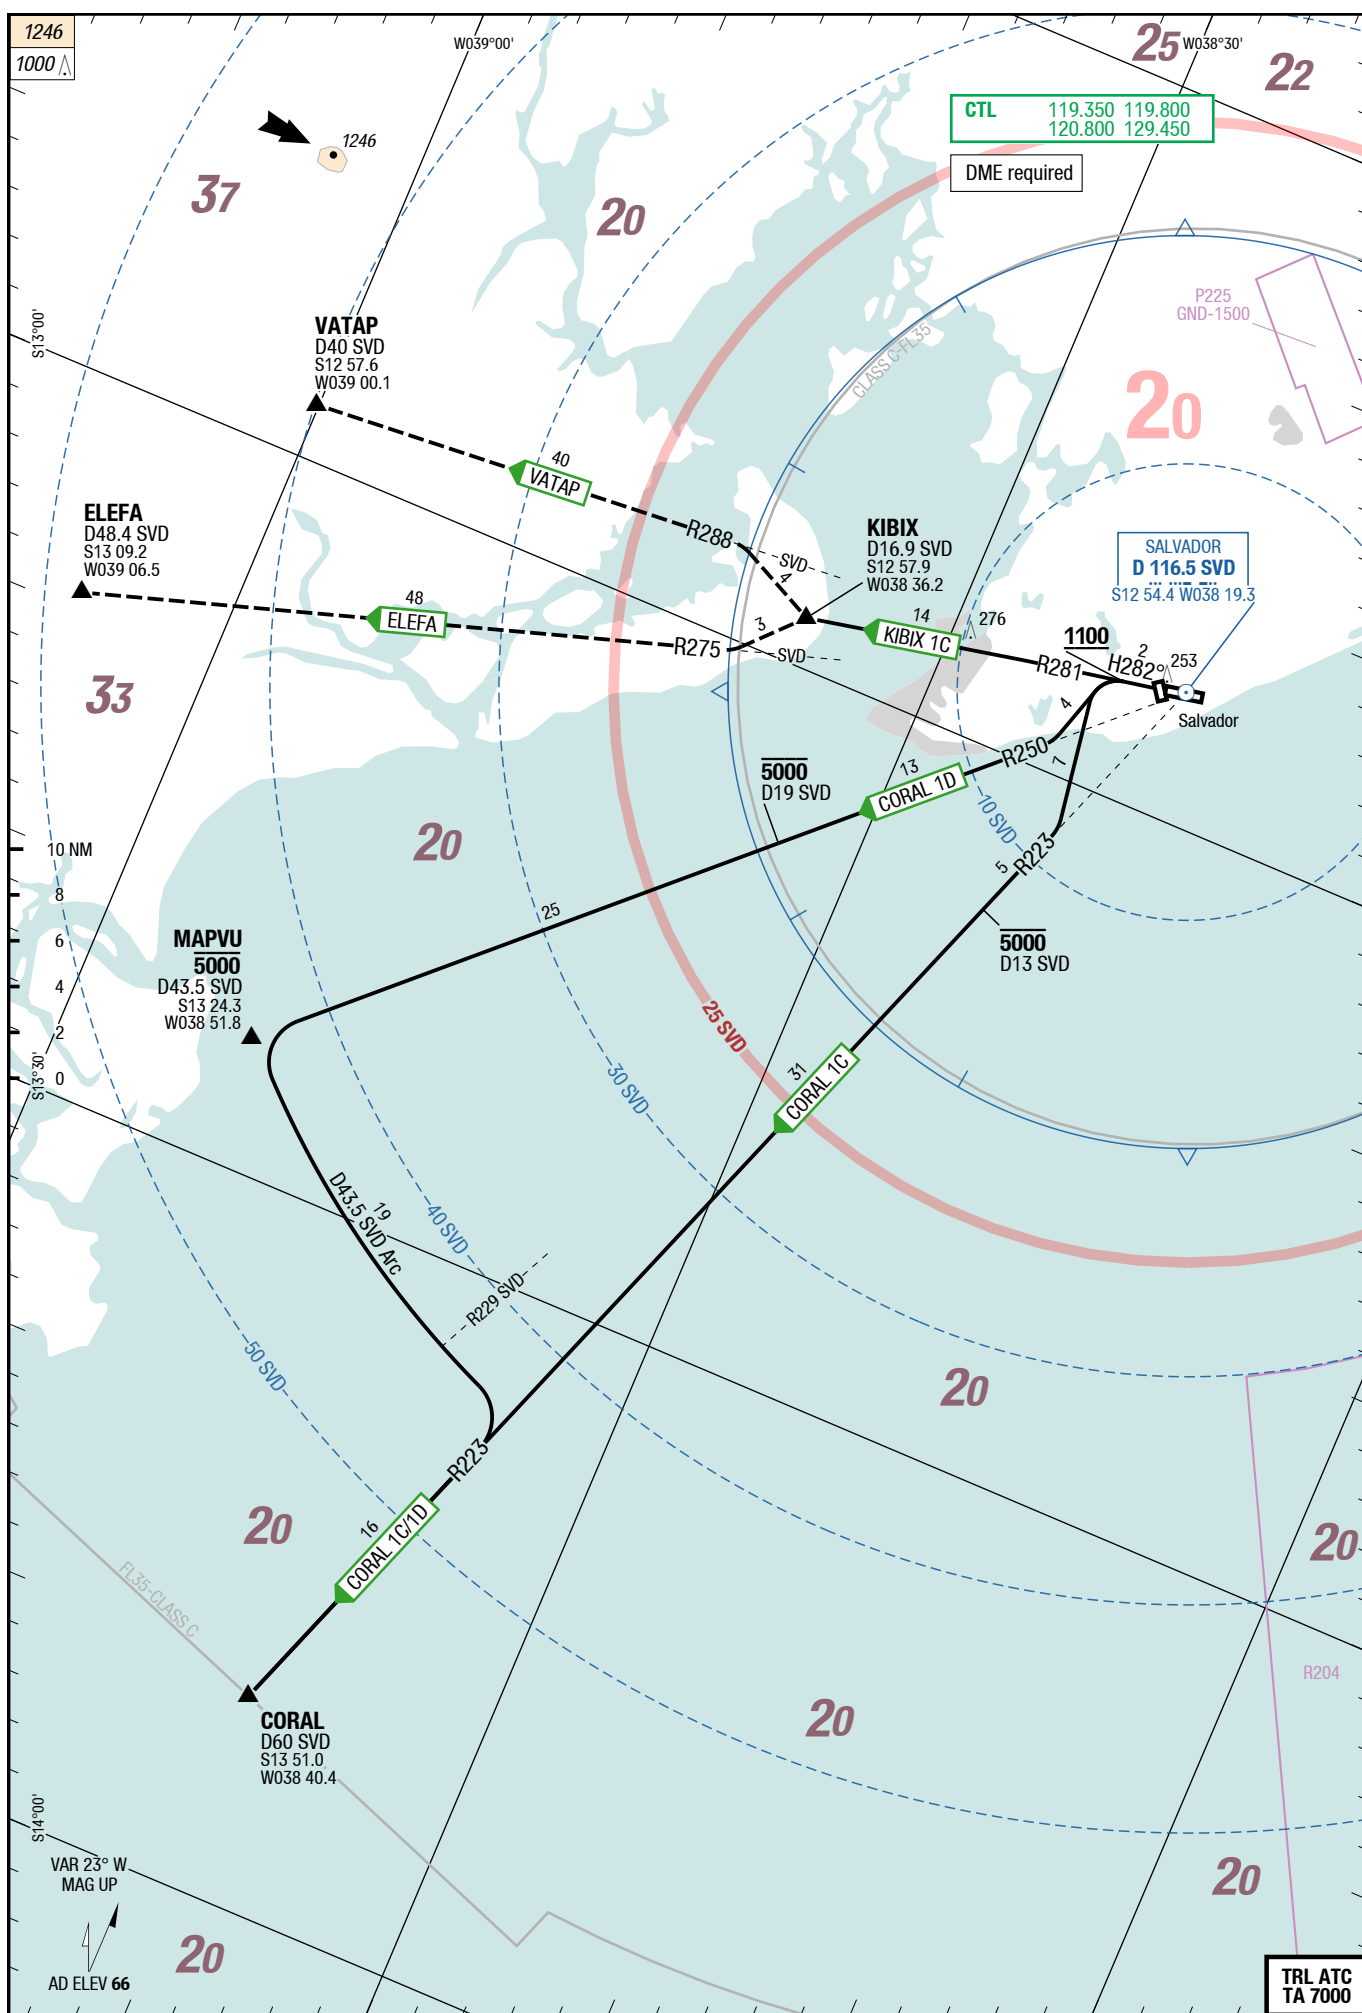 1246
1000
W039°00'
25
W038°30'
22
CTL 119.350 119.800
120.800 129.450
DME required
1246
37
20
P225
GND-1500
CLASS C-FL35
S13°00'
VATAP
D40 SVD
S12 57.6
W039 00.1
20
40
VATAP
ELEFA
D48.4 SVD
S13 09.2
W039 06.5
R288
SVD
4
KIBIX
D16.9 SVD
S12 57.9
W038 36.2
SALVADOR
D 116.5 SVD
S12 54.4 W038 19.3
48
ELEFA
3
R275
SVD
14
KIBIX 1C
276
1100
2
H282°
253
R281
Salvador
33
4
R250
7
5000
D19 SVD
13
CORAL 1D
10 SVD
20
10 NM
8
6
4
2
0
S13°30'
R223
5
25
5000
D13 SVD
MAPVU
5000
D43.5 SVD
S13 24.3
W038 51.8
25 SVD
30 SVD
31
CORAL 1C
D43.5 SVD Arc
19
40 SVD
R229 SVD
50 SVD
20
R223
20
20
16
CORAL 1C/1D
FL35-CLASS C
R204
CORAL
D60 SVD
S13 51.0
W038 40.4
20
S14°00'
VAR 23° W
MAG UP
20
20
AD ELEV 66
TRL ATC
TA 7000